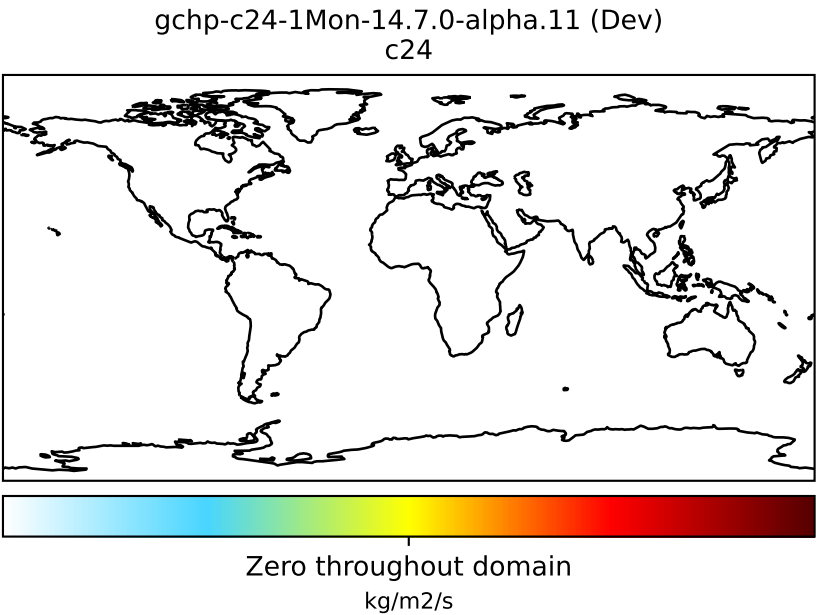 gchp-c24-1Mon-14.7.0-alpha.11 (Dev)
c24
Zero throughout domain
kg/m2/s